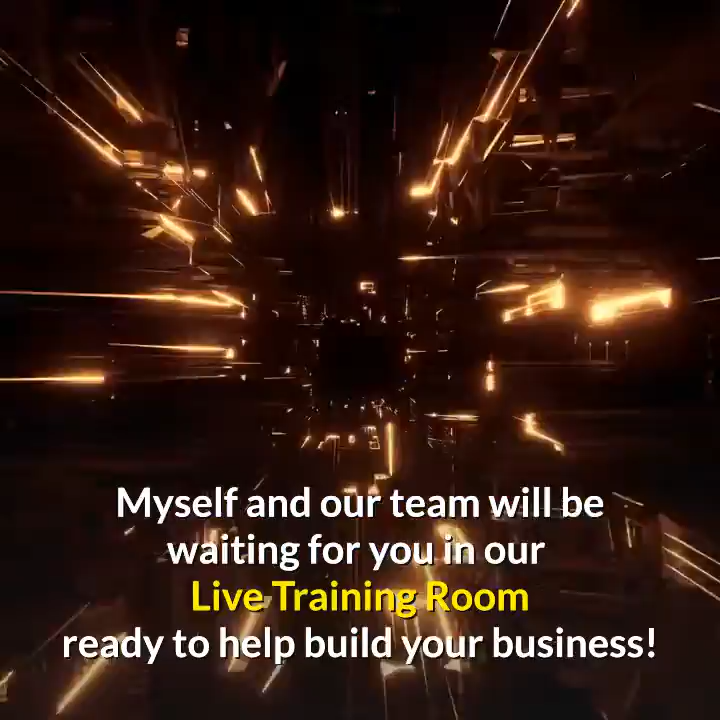 Myself and our team will be
waiting for you in our
Live Training Room
ready to help build your business!